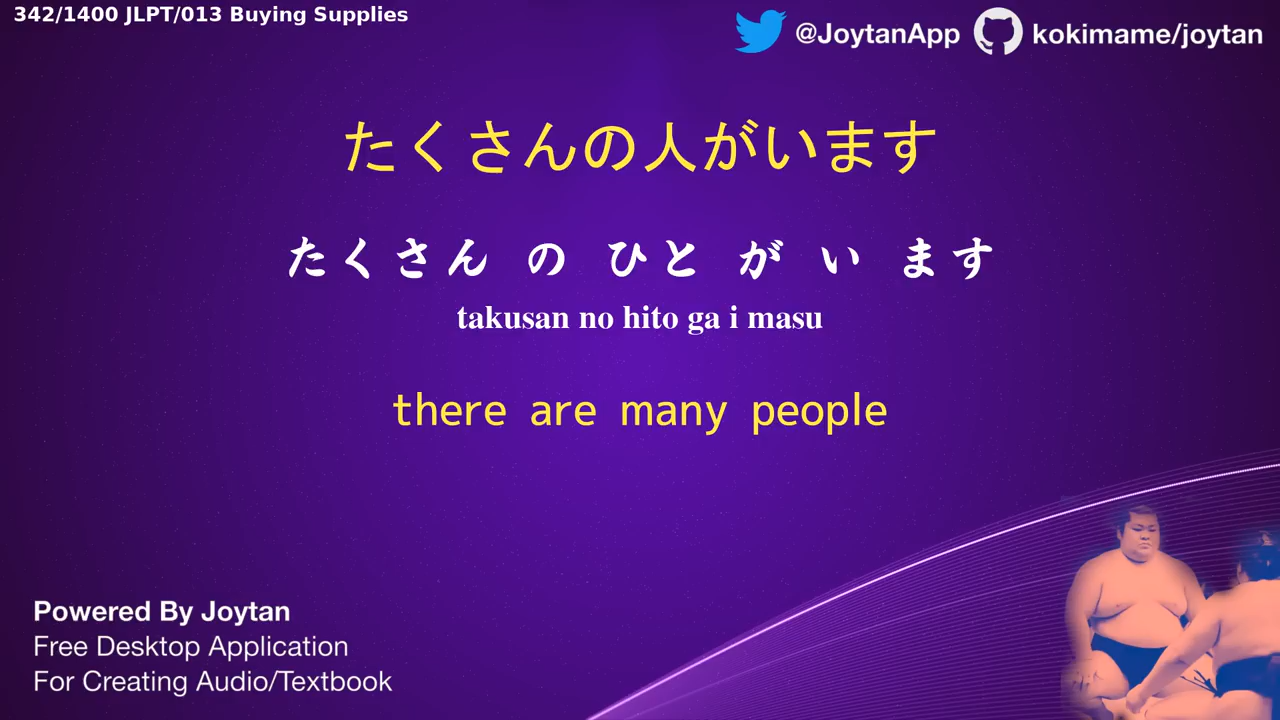 342/1400 JLPT/013 Buying Supplies
@JoytanApp kokimame/joytan
たくさんの人がいます
たくさん の ひと が い ます
takusan no hito ga i masu
there are many people
Powered By Joytan
Free Desktop Application
For Creating Audio/Textbook